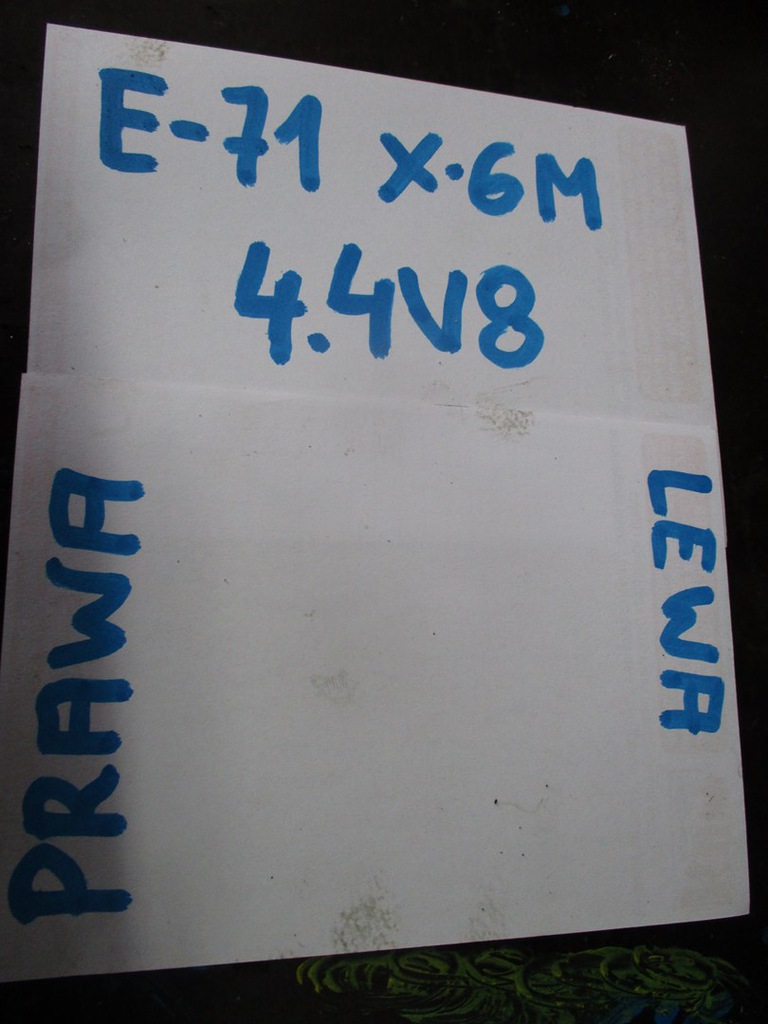 E-71 X.6M
4.4V8
PRAWA
LEWA